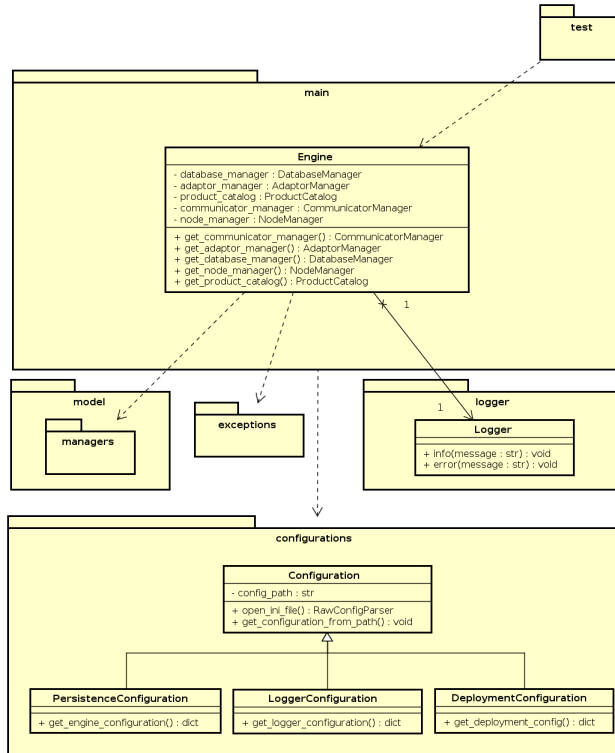 test
main
Engine
- database_manager : DatabaseManager
- adaptor_manager : AdaptorManager
- product_catalog : ProductCatalog
- communicator_manager : CommunicatorManager
- node_manager : NodeManager
+ get_communicator_manager() : CommunicatorManager
+ get_adaptor_manager() : AdaptorManager
+ get_database_manager() : DatabaseManager
+ get_node_manager() : NodeManager
+ get_product_catalog() : ProductCatalog
1
model
managers
exceptions
logger
1
Logger
+ info(message : str) : void
+ error(message : str) : void
configurations
Configuration
- config_path : str
+ open_ini_file() : RawConfigParser
+ get_configuration_from_path() : void
PersistenceConfiguration
+ get_engine_configuration() : dict
LoggerConfiguration
+ get_logger_configuration() : dict
DeploymentConfiguration
+ get_deployment_config() : dict